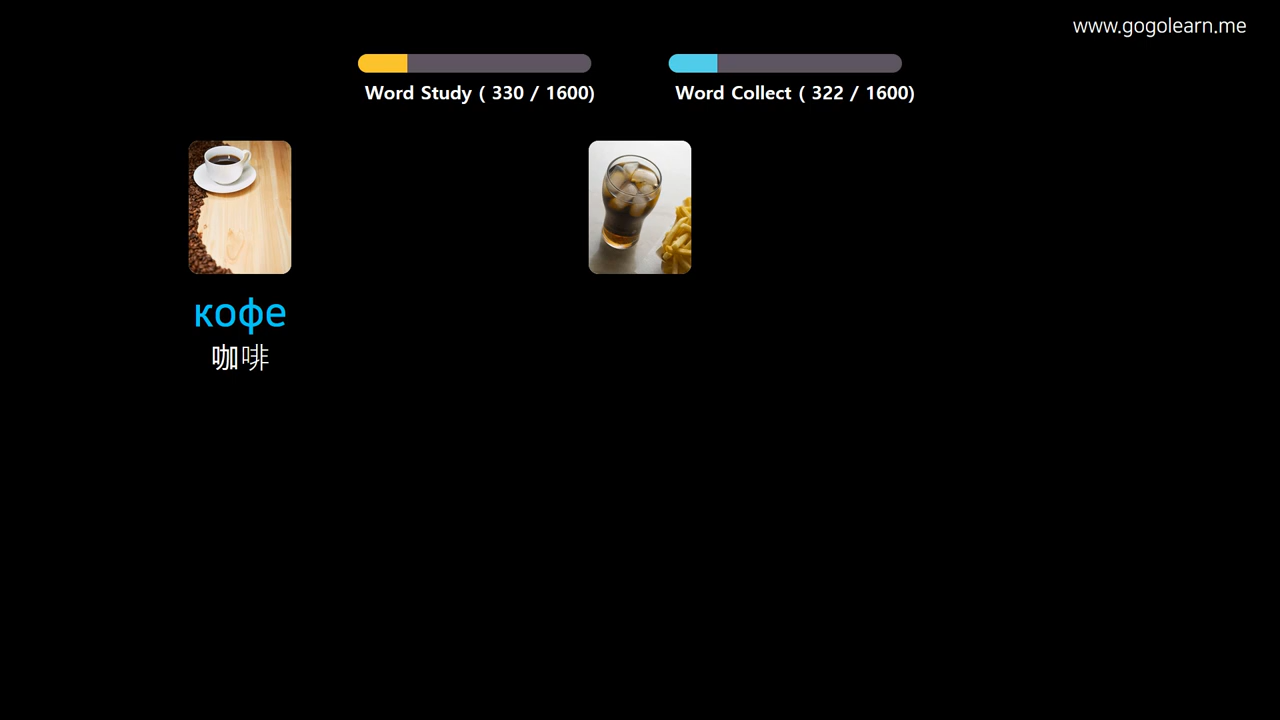 www.gogolearn.me
Word Study ( 330 / 1600)
Word Collect ( 322 / 1600)
кофе
咖啡